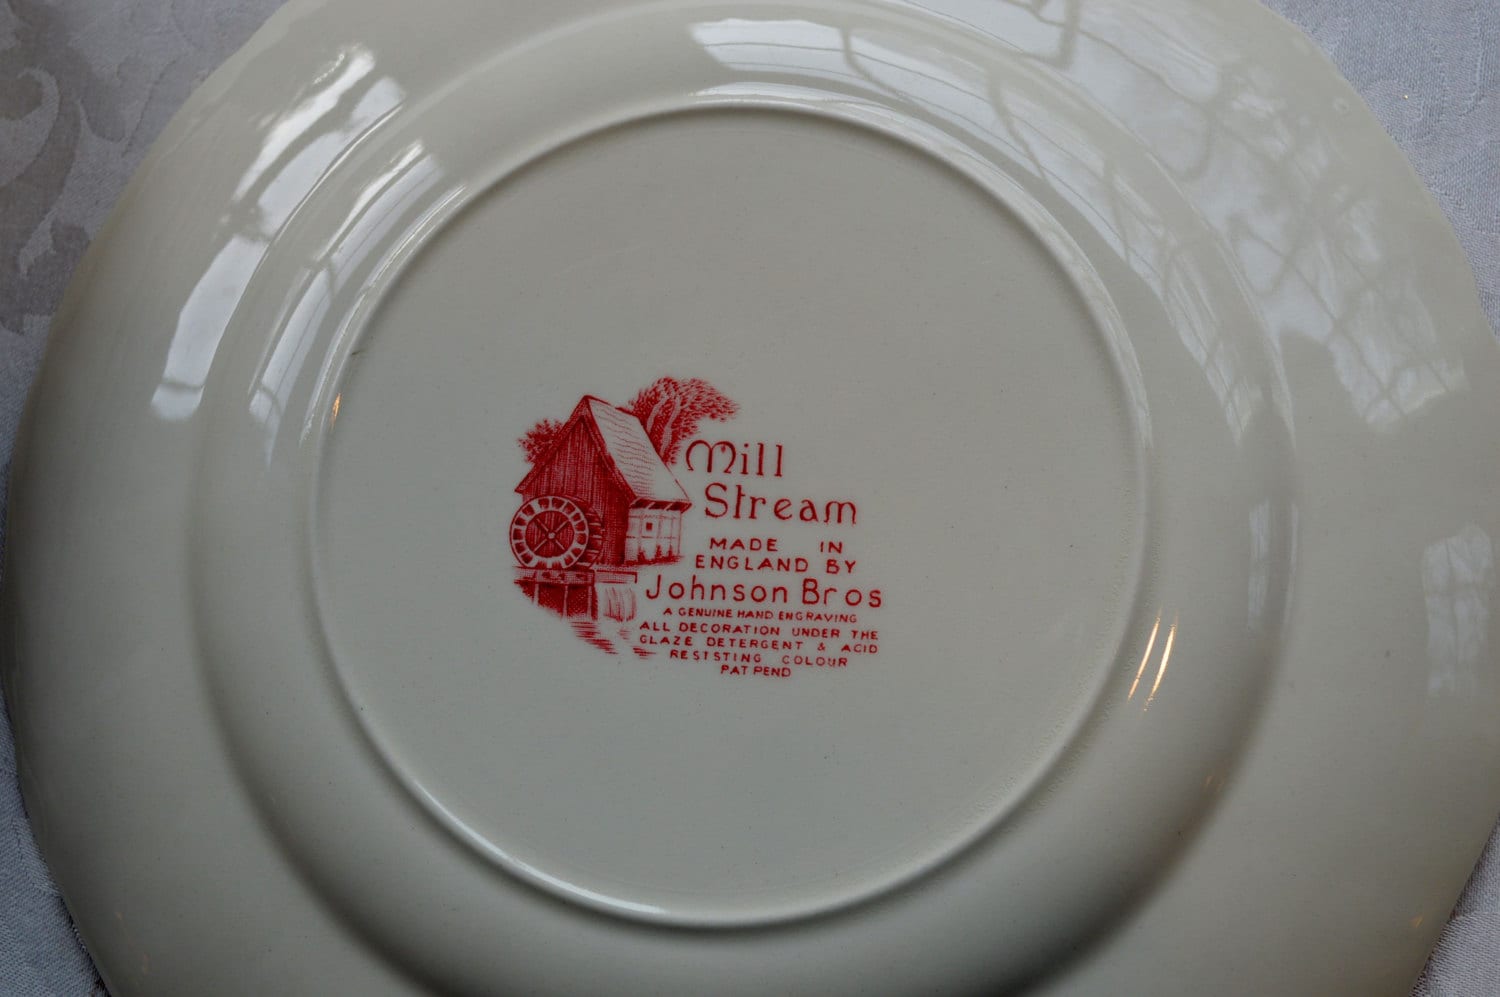 Mill
Stream
MADE IN
ENGLAND BY
Johnson Bros
A GENUINE HAND ENGRAVING
ALL DECORATION UNDER THE
GLAZE DETERGENT & ACID
RESISTING COLOUR
PAT PEND